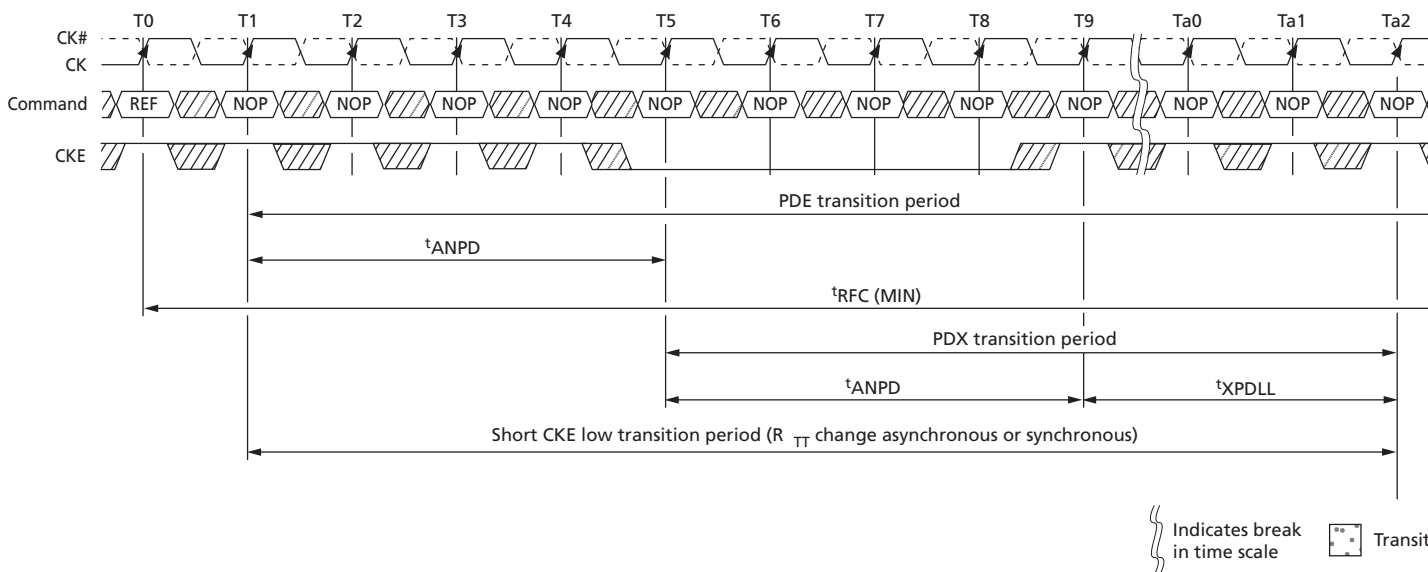 T0 T1 T2 T3 T4 T5 T6 T7 T8 T9 Ta0 Ta1 Ta2
CK#
CK
Command REF NOP NOP NOP NOP NOP NOP NOP NOP NOP NOP NOP NOP
CKE
PDE transition period
tANPD
tRFC (MIN)
PDX transition period
tANPD tXPDLL
Short CKE low transition period (R TT change asynchronous or synchronous)
Indicates break
in time scale
Transit